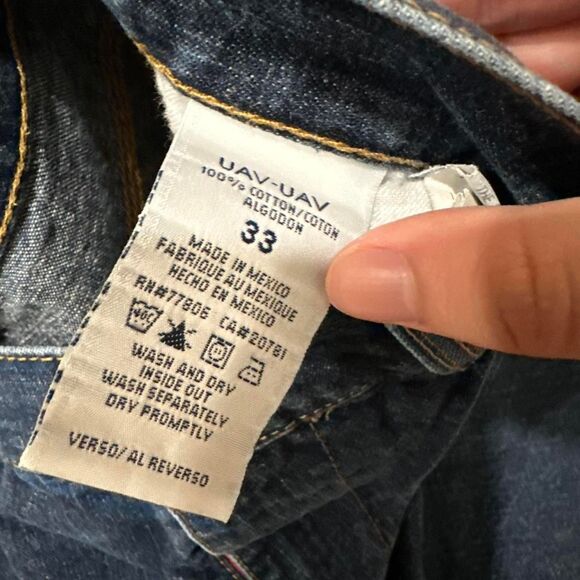 UAV-UAV
100% COTTON/COTON
ALGODON
33
MADE IN MEXICO
FABRIQUE AU MEXIQUE
HECHO EN MEXICO
RN#77806 CA#20781
40C
WASH AND DRY
INSIDE OUT
WASH SEPARATELY
DRY PROMPTLY
VERSO/AL REVERSO